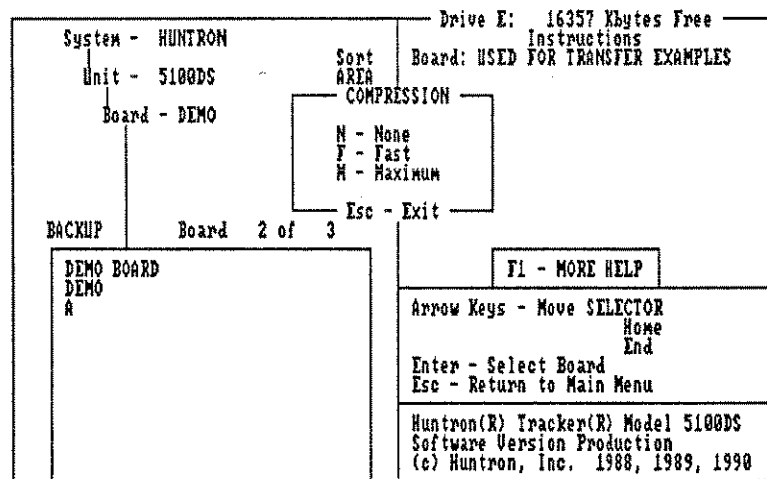 Drive E: 16357 Kbytes Free
System - HUNTRON
Unit - 5100DS
Board - DEMO
Sort
AREA
Instructions
Board: USED FOR TRANSFER EXAMPLES
COMPRESSION
N - None
F - Fast
M - Maximum
Esc - Exit
BACKUP Board 2 of 3
DEMO BOARD
DEMO
A
F1 - MORE HELP
Arrow Keys - Move SELECTOR
Home
End
Enter - Select Board
Esc - Return to Main Menu
Huntron(R) Tracker(R) Model 5100DS
Software Version Production
(c) Huntron, Inc. 1988, 1989, 1990